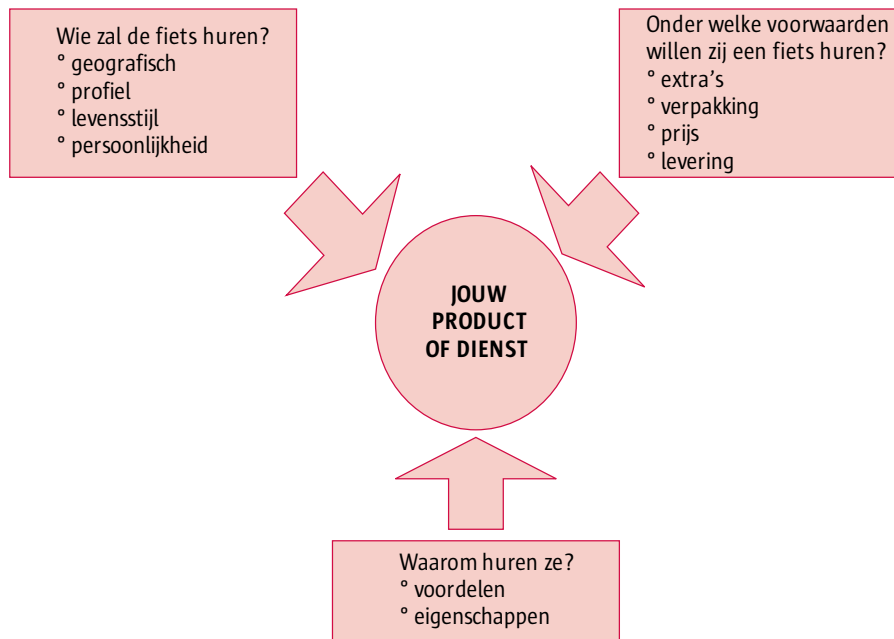 Wie zal de fiets huren?
° geografisch
° profiel
° levensstijl
° persoonlijkheid
Onder welke voorwaarden
willen zij een fiets huren?
° extra's
° verpakking
° prijs
° levering
JOUW
PRODUCT
OF DIENST
Waarom huren ze?
° voordelen
° eigenschappen